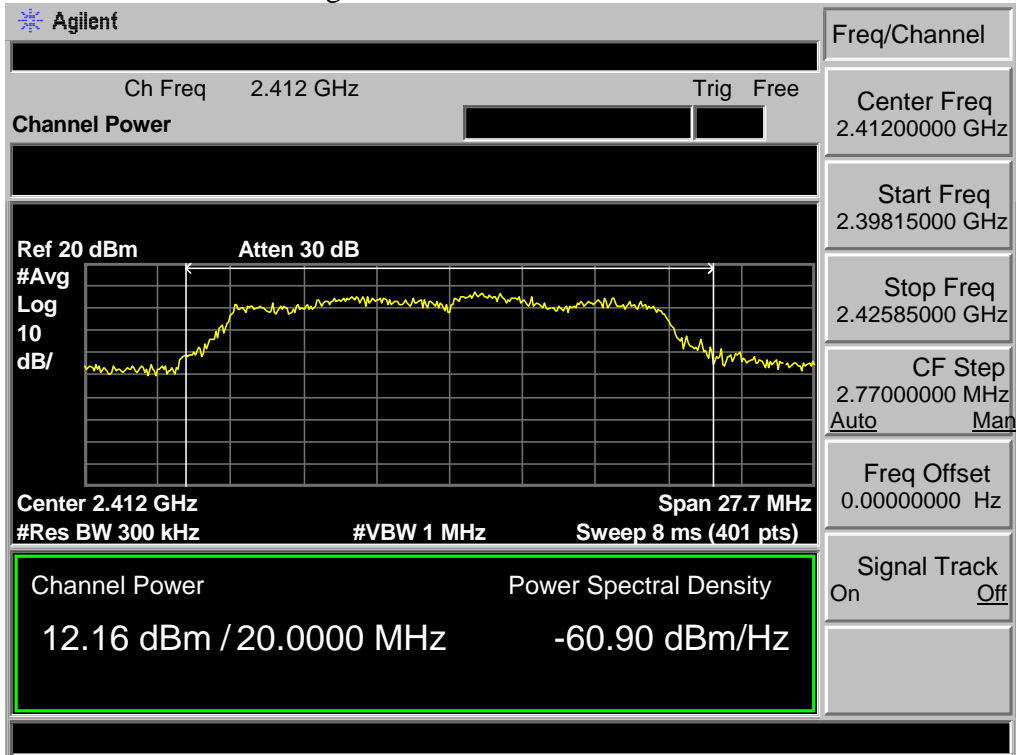 Agilent
Freq/Channel
Ch Freq 2.412 GHz Trig Free
Channel Power
Center Freq
2.41200000 GHz
Start Freq
2.39815000 GHz
Stop Freq
2.42585000 GHz
CF Step
2.77000000 MHz
Auto Man
Freq Offset
0.00000000 Hz
Signal Track
On Off
Ref 20 dBm Atten 30 dB
#Avg
Log
10
dB/
Center 2.412 GHz Span 27.7 MHz
#Res BW 300 kHz #VBW 1 MHz Sweep 8 ms (401 pts)
Channel Power Power Spectral Density
12.16 dBm / 20.0000 MHz -60.90 dBm/Hz